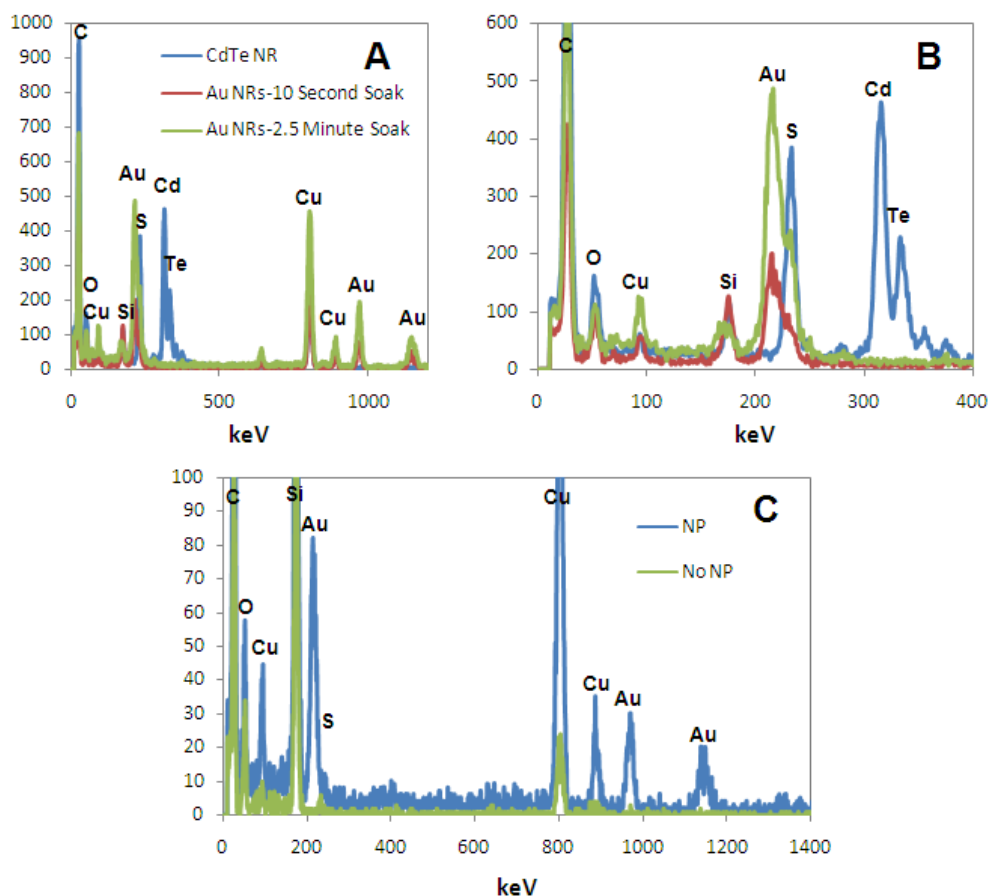 A
1000
900
800
700
600
500
400
300
200
100
0
0 500 1000
keV
CdTe NR
Au NRs-10 Second Soak
Au NRs-2.5 Minute Soak
C
O
Cu
Si
Au
S
Cd
Te
Cu
Cu
Au
Au
B
600
500
400
300
200
100
0
0 100 200 300 400
keV
C
O
Cu
Si
Au
S
Cd
Te
C
100
90
80
70
60
50
40
30
20
10
0
0 200 400 600 800 1000 1200 1400
keV
NP
No NP
C
O
Cu
Si
Au
S
Cu
Cu
Au
Au